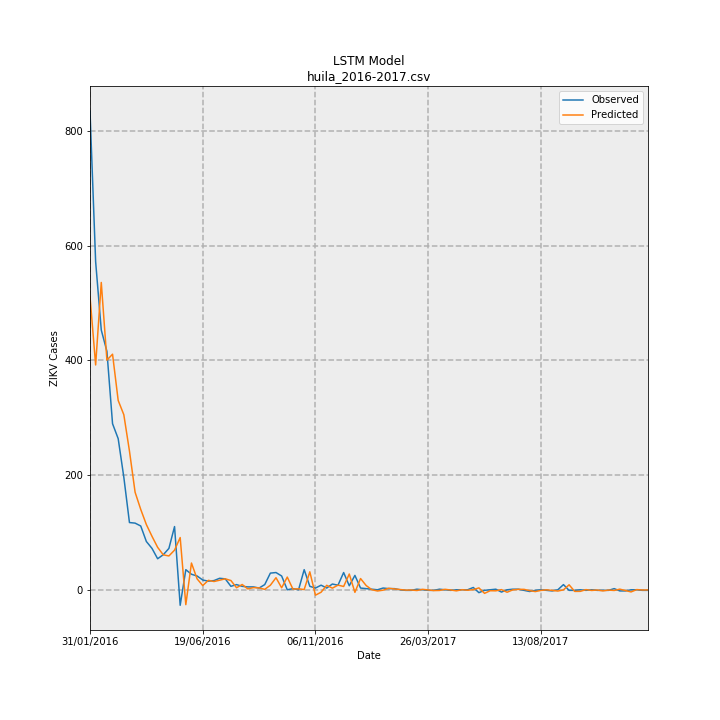 LSTM Model
huila_2016-2017.csv
Observed
Predicted
800
600
400
200
0
ZIKV Cases
31/01/2016
19/06/2016
06/11/2016
26/03/2017
13/08/2017
Date